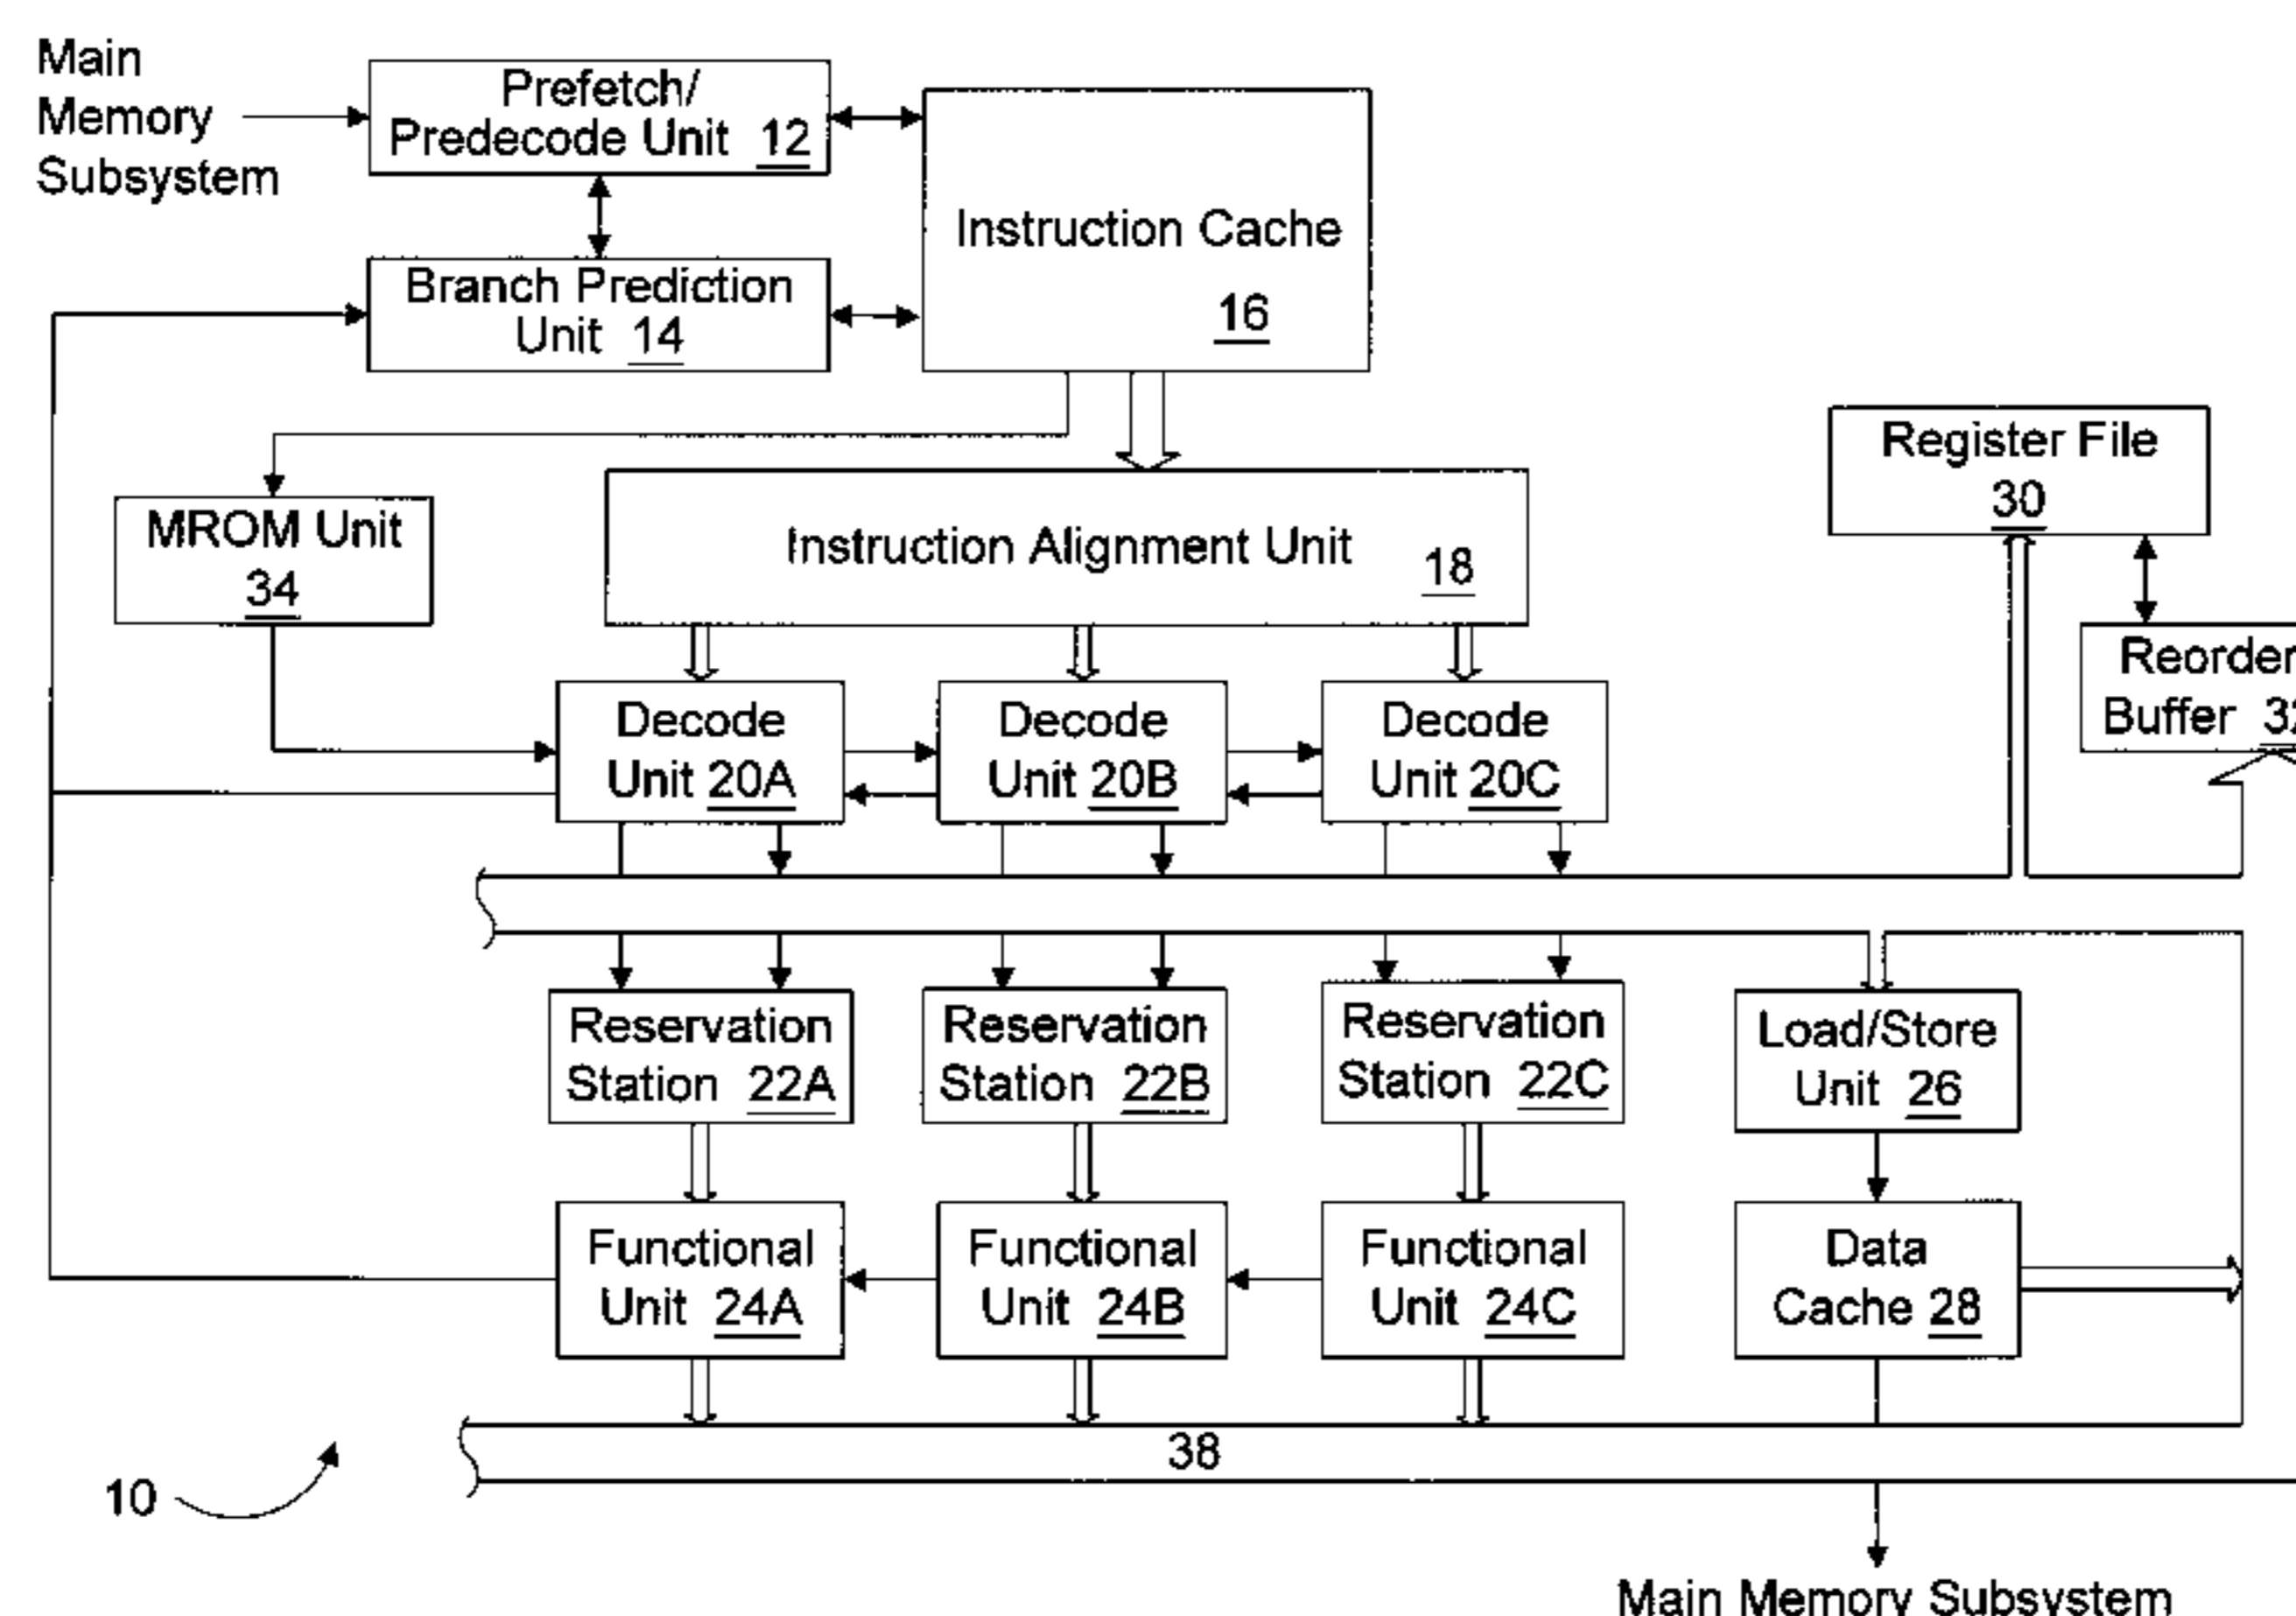 Main
Memory
Subsystem
Prefetch/
Predecode Unit 12
Instruction Cache
16
Branch Prediction
Unit 14
Register File
30
MROM Unit
34
Instruction Alignment Unit
18
Reorder
Buffer
Decode
Unit 20A
Decode
Unit 20B
Decode
Unit 20C
Reservation
Station 22A
Reservation
Station 22B
Reservation
Station 22C
Load/Store
Unit 26
Functional
Unit 24A
Functional
Unit 24B
Functional
Unit 24C
Data
Cache 28
38
10
Main Memory Subsystem